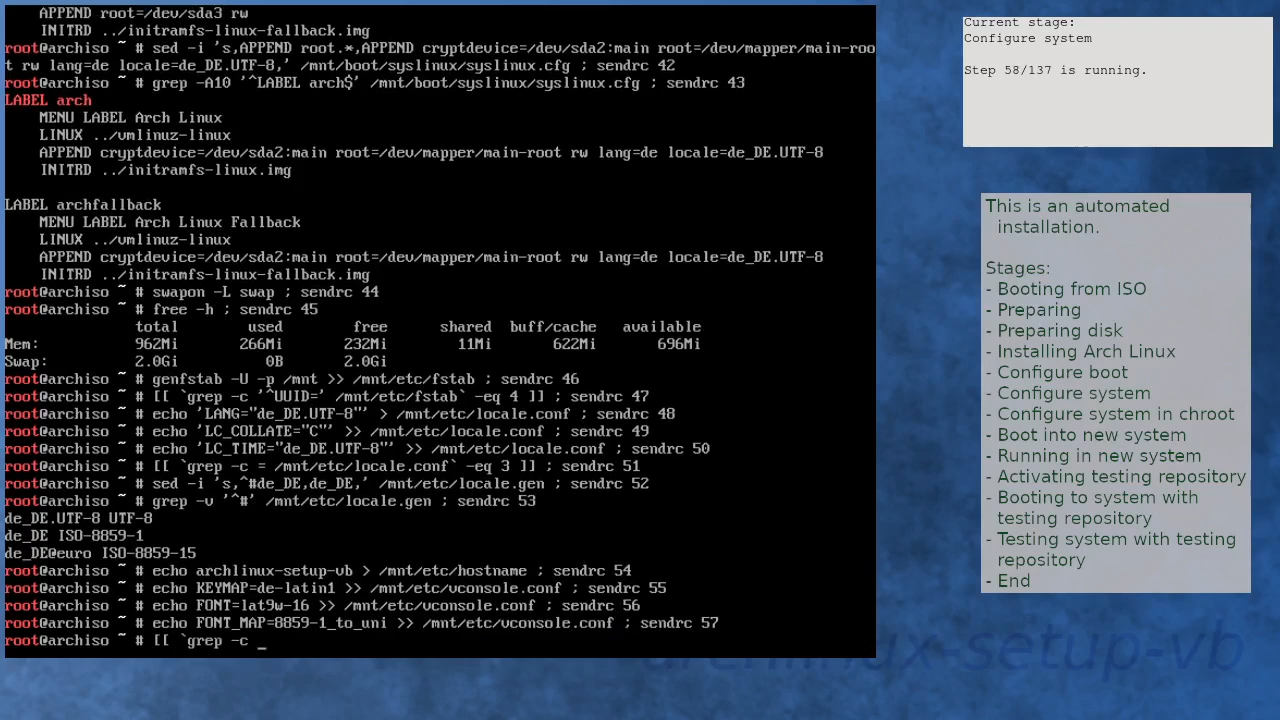 APPEND root=/dev/sda3 rw
    INITRD ../initramfs-linux-fallback.img
root@archiso ~ # sed -i 's,APPEND root.*,APPEND cryptdevice=/dev/sda2:main root=/dev/mapper/main-roo
t rw lang=de locale=de_DE.UTF-8,' /mnt/boot/syslinux/syslinux.cfg ; sendrc 42
root@archiso ~ # grep -A10 '^LABEL arch$' /mnt/boot/syslinux/syslinux.cfg ; sendrc 43
LABEL arch
    MENU LABEL Arch Linux
    LINUX ../vmlinuz-linux
    APPEND cryptdevice=/dev/sda2:main root=/dev/mapper/main-root rw lang=de locale=de_DE.UTF-8
    INITRD ../initramfs-linux.img

LABEL archfallback
    MENU LABEL Arch Linux Fallback
    LINUX ../vmlinuz-linux
    APPEND cryptdevice=/dev/sda2:main root=/dev/mapper/main-root rw lang=de locale=de_DE.UTF-8
    INITRD ../initramfs-linux-fallback.img
root@archiso ~ # swapon -L swap ; sendrc 44
root@archiso ~ # free -h ; sendrc 45
               total        used        free      shared  buff/cache   available
Mem:           962Mi       266Mi       232Mi        11Mi       622Mi       696Mi
Swap:          2.0Gi          0B       2.0Gi
root@archiso ~ # genfstab -U -p /mnt >> /mnt/etc/fstab ; sendrc 46
root@archiso ~ # [[ `grep -c '^UUID=' /mnt/etc/fstab` -eq 4 ]] ; sendrc 47
root@archiso ~ # echo 'LANG="de_DE.UTF-8"' > /mnt/etc/locale.conf ; sendrc 48
root@archiso ~ # echo 'LC_COLLATE="C"' >> /mnt/etc/locale.conf ; sendrc 49
root@archiso ~ # echo 'LC_TIME="de_DE.UTF-8"' >> /mnt/etc/locale.conf ; sendrc 50
root@archiso ~ # [[ `grep -c = /mnt/etc/locale.conf` -eq 3 ]] ; sendrc 51
root@archiso ~ # sed -i 's,^#de_DE,de_DE,' /mnt/etc/locale.gen ; sendrc 52
root@archiso ~ # grep -v '^#' /mnt/etc/locale.gen ; sendrc 53
de_DE.UTF-8 UTF-8
de_DE ISO-8859-1
de_DE@euro ISO-8859-15
root@archiso ~ # echo archlinux-setup-vb > /mnt/etc/hostname ; sendrc 54
root@archiso ~ # echo KEYMAP=de-latin1 >> /mnt/etc/vconsole.conf ; sendrc 55
root@archiso ~ # echo FONT=lat9w-16 >> /mnt/etc/vconsole.conf ; sendrc 56
root@archiso ~ # echo FONT_MAP=8859-1_to_uni >> /mnt/etc/vconsole.conf ; sendrc 57
root@archiso ~ # [[ `grep -c _
Current stage:
Configure system

Step 58/137 is running.
This is an automated
installation.

Stages:
- Booting from ISO
- Preparing
- Preparing disk
- Installing Arch Linux
- Configure boot
- Configure system
- Configure system in chroot
- Boot into new system
- Running in new system
- Activating testing repository
- Booting to system with
testing repository
- Testing system with testing
repository
- End
archlinux-setup-vb